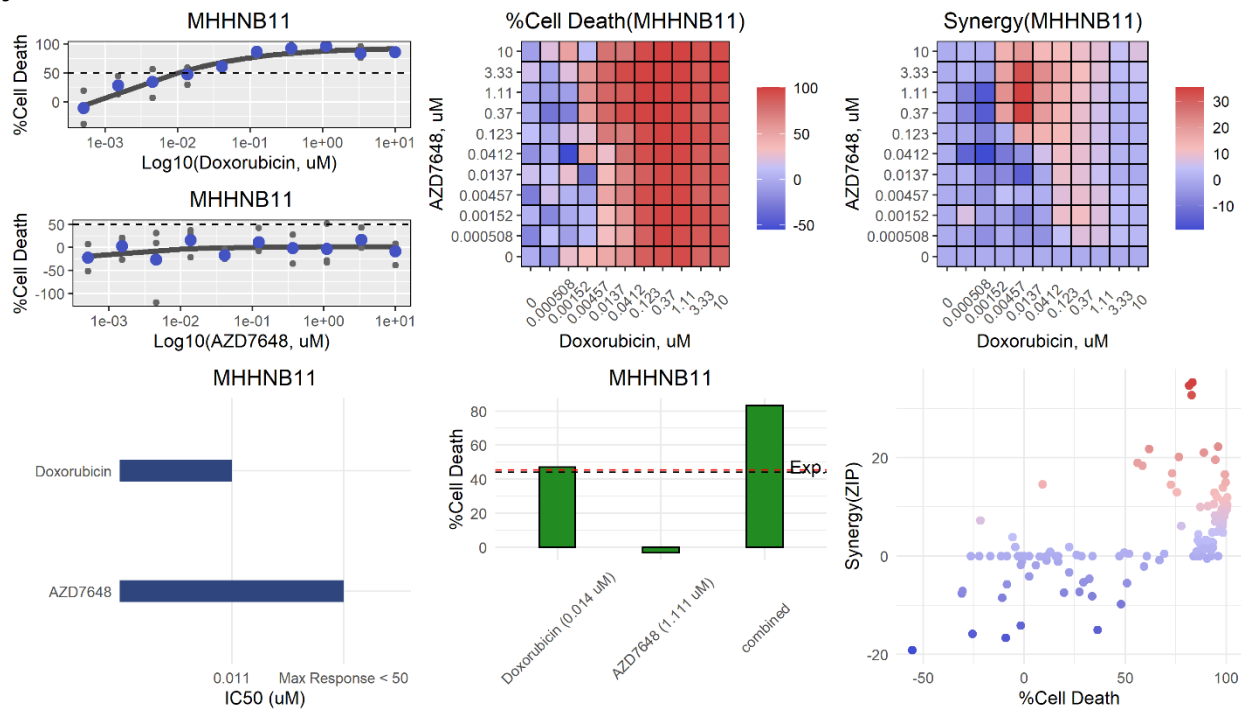 MHHNB11
%Cell Death
100
50
0
1e-03
1e-02
1e-01
1e+00
1e+01
Log10(Doxorubicin, uM)
MHHNB11
%Cell Death
50
0
-50
-100
1e-03
1e-02
1e-01
1e+00
1e+01
Log10(AZD7648, uM)
%Cell Death(MHHNB11)
AZD7648, uM
10
3.33
1.11
0.37
0.123
0.0412
0.0137
0.00457
0.00152
0.000508
0
0
0.000508
0.00152
0.00457
0.0137
0.0412
0.123
0.37
1.11
3.33
10
Doxorubicin, uM
100
50
0
-50
Synergy(MHHNB11)
AZD7648, uM
10
3.33
1.11
0.37
0.123
0.0412
0.0137
0.00457
0.00152
0.000508
0
0
0.000508
0.00152
0.00457
0.0137
0.0412
0.123
0.37
1.11
3.33
10
Doxorubicin, uM
30
20
10
0
-10
MHHNB11
Doxorubicin
AZD7648
0.011
Max Response < 50
IC50 (uM)
MHHNB11
%Cell Death
80
60
40
20
0
Exp.
Doxorubicin (0.014 uM)
AZD7648 (1.111 uM)
combined
Synergy(ZIP)
20
0
-20
-50
0
50
100
%Cell Death